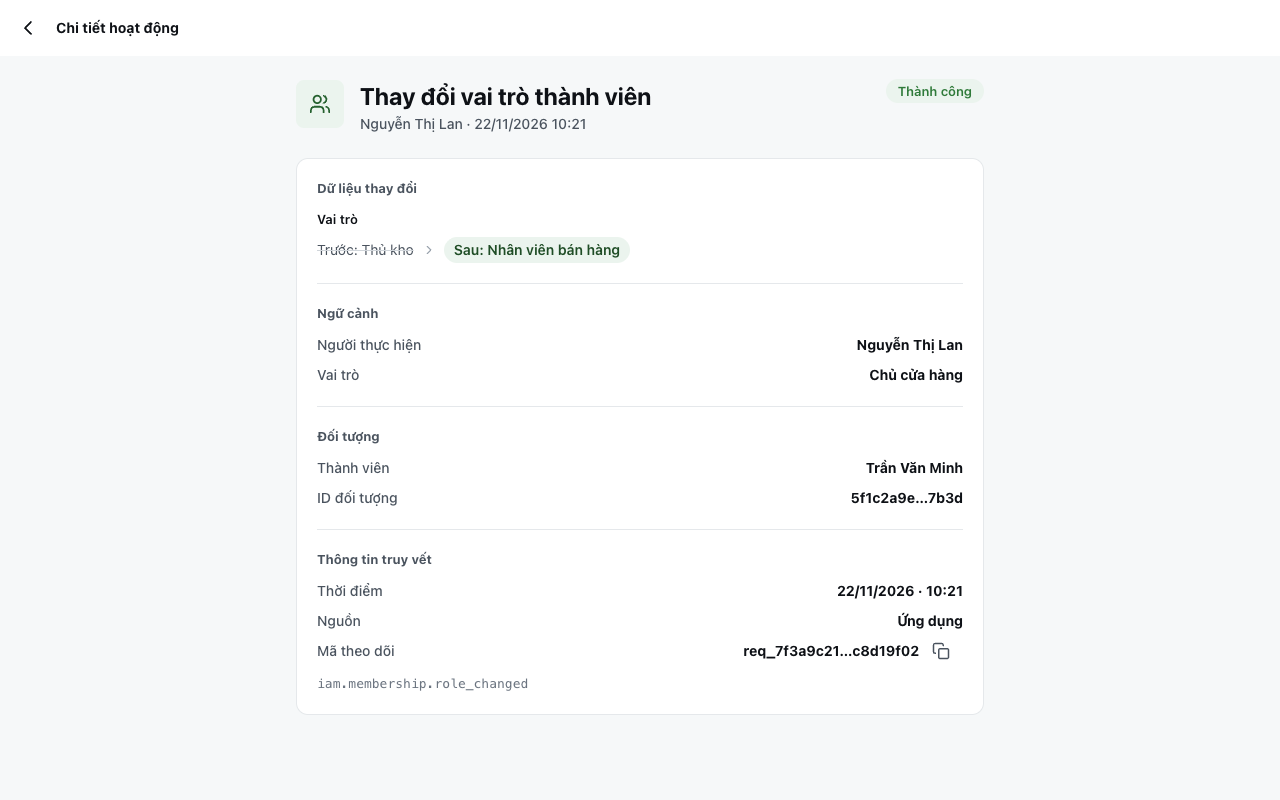 Chi tiết hoạt động
Thay đổi vai trò thành viên
Thành công
Nguyễn Thị Lan · 22/11/2026 10:21
Dữ liệu thay đổi
Vai trò
Trước: Thủ kho
Sau: Nhân viên bán hàng
Ngữ cảnh
Người thực hiện Nguyễn Thị Lan
Vai trò Chủ cửa hàng
Đối tượng
Thành viên Trần Văn Minh
ID đối tượng 5f1c2a9e...7b3d
Thông tin truy vết
Thời điểm 22/11/2026 · 10:21
Nguồn Ứng dụng
Mã theo dõi req_7f3a9c21...c8d19f02
iam.membership.role_changed